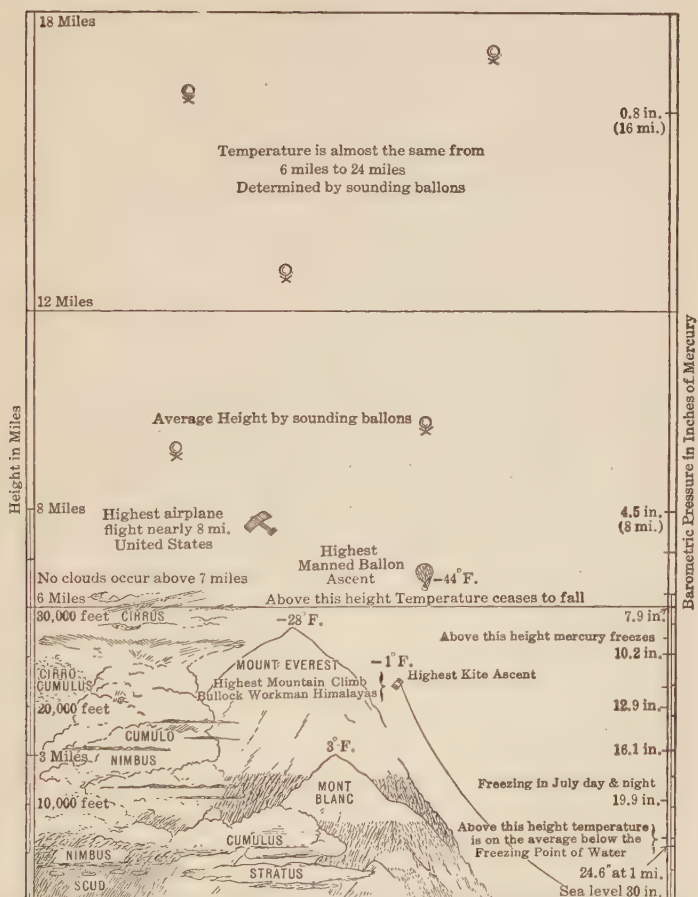 18 Miles
0.8 in.
(16 mi.)
Temperature is almost the same from
6 miles to 24 miles
Determined by sounding ballons
12 Miles
Height in Miles
Barometric Pressure in Inches of Mercury
Average Height by sounding ballons
8 Miles
Highest airplane
flight nearly 8 mi.
United States
4.5 in.
(8 mi.)
Highest
Manned Ballon
Ascent
-44°F.
No clouds occur above 7 miles
6 Miles
Above this height Temperature ceases to fall
30,000 feet
CIRRUS
-28°F.
7.9 in.
Above this height mercury freezes
10.2 in.
MOUNT EVEREST
-1°F.
Highest Kite Ascent
CIRRO
CUMULUS
Highest Mountain Climb
Bullock Workman Himalayas
20,000 feet
12.9 in.
CUMULO
NIMBUS
3 Miles
3°F.
16.1 in.
MONT
BLANC
Freezing in July day & night
19.9 in.
10,000 feet
CUMULUS
Above this height temperature
is on the average below the
Freezing Point of Water
NIMBUS
STRATUS
24.6" at 1 mi.
SCUD
Sea level 30 in.